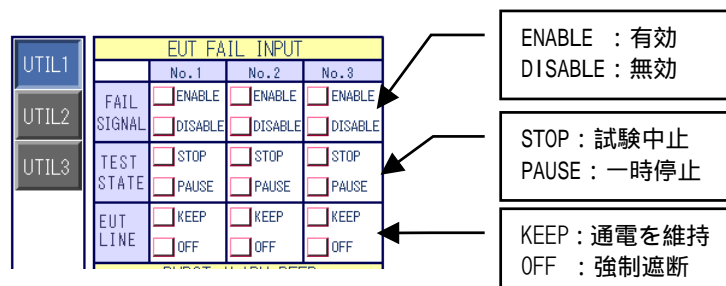 UTIL1
UTIL2
UTIL3
EUT FAIL INPUT
No.1 No.2 No.3
FAIL SIGNAL
ENABLE ENABLE ENABLE
DISABLE DISABLE DISABLE
TEST STATE
STOP STOP STOP
PAUSE PAUSE PAUSE
EUT LINE
KEEP KEEP KEEP
OFF OFF OFF
ENABLE :有効
DISABLE:無効
STOP:試験中止
PAUSE:一時停止
KEEP:通電を維持
OFF :強制遮断